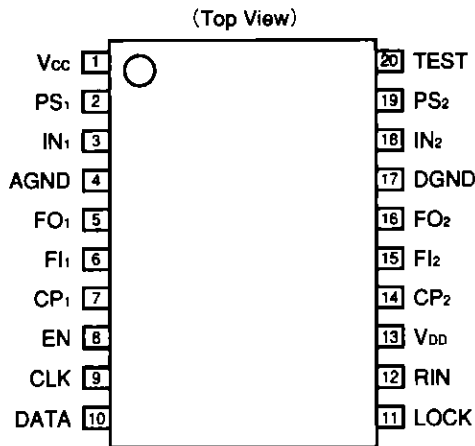 (Top View)
Vcc 1 20 TEST
PS1 2 19 PS2
IN1 3 18 IN2
AGND 4 17 DGND
FO1 5 16 FO2
FI1 6 15 FI2
CP1 7 14 CP2
EN 8 13 VDD
CLK 9 12 RIN
DATA 10 11 LOCK